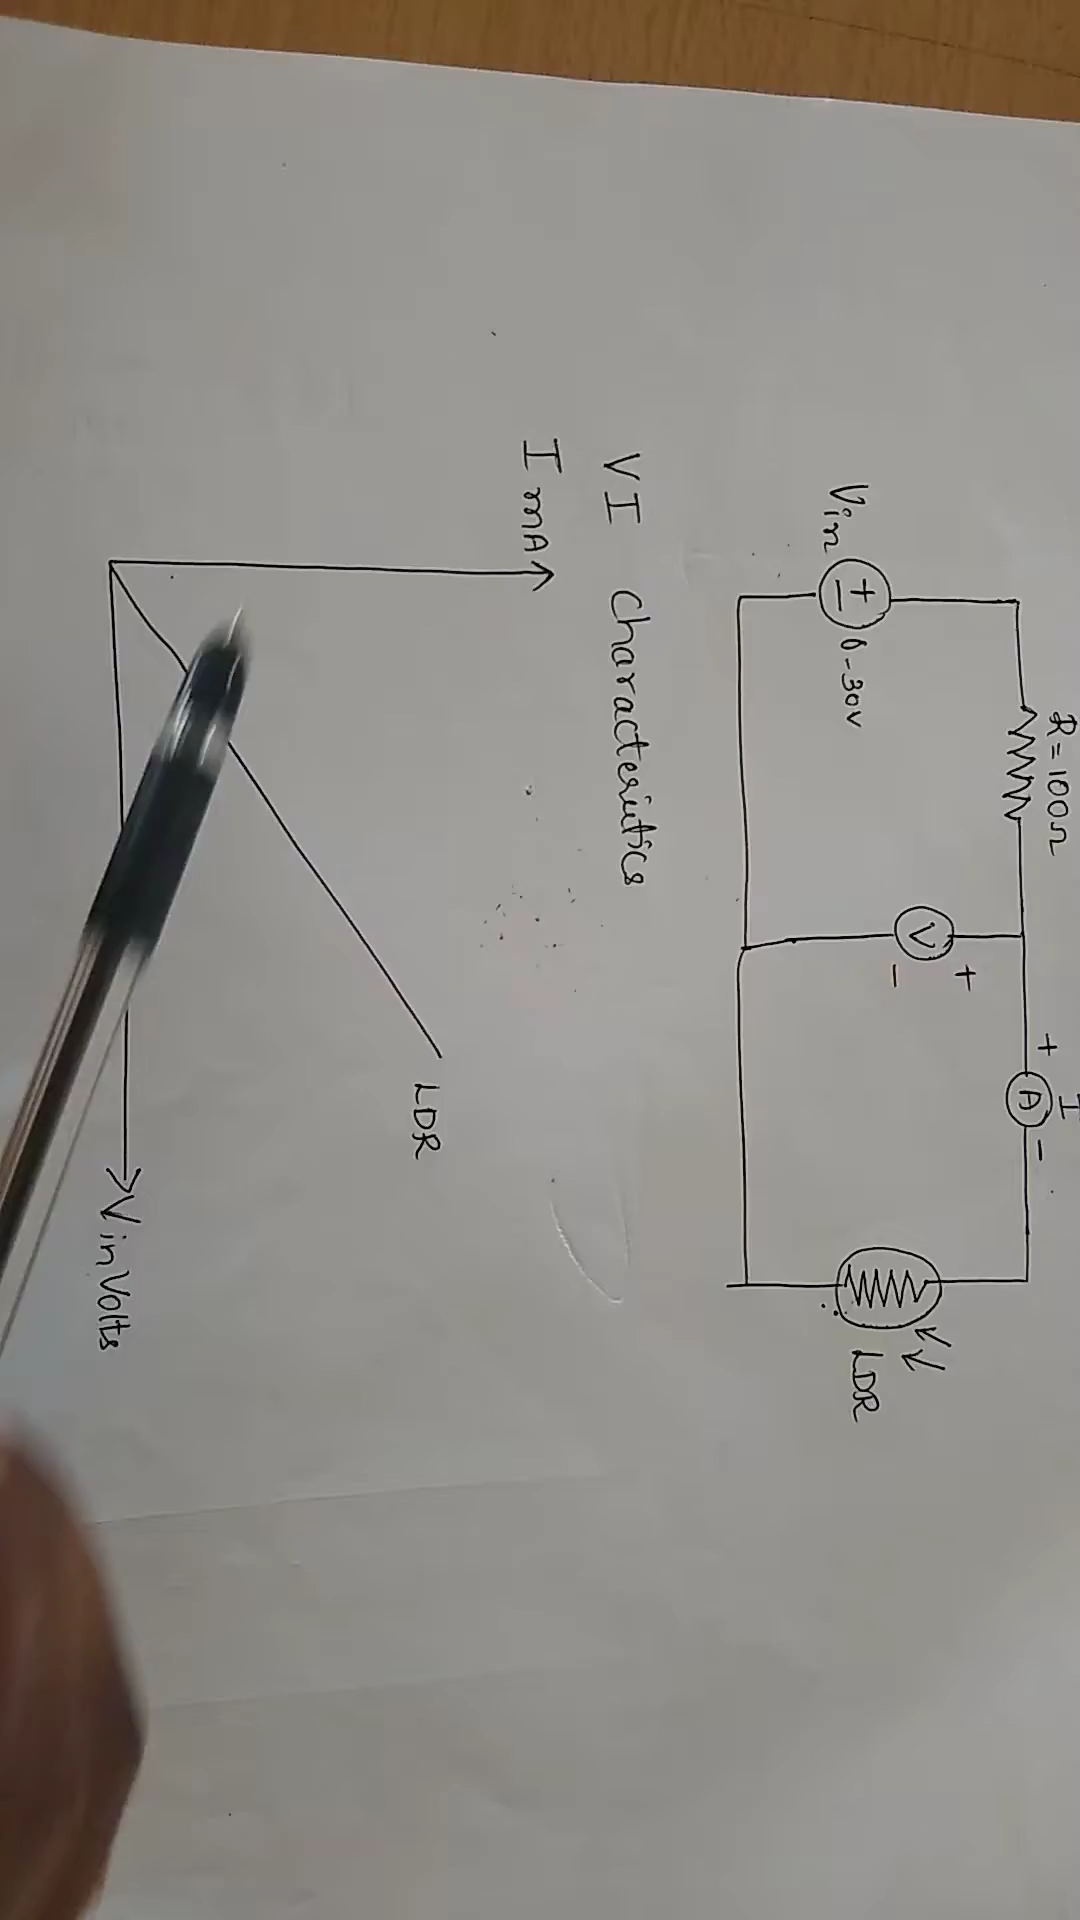 R=100Ω
+ I -
A
Vin
+
-
0-30V
V
+
-
LDR
VI Characteristics
I mA
LDR
V in Volts